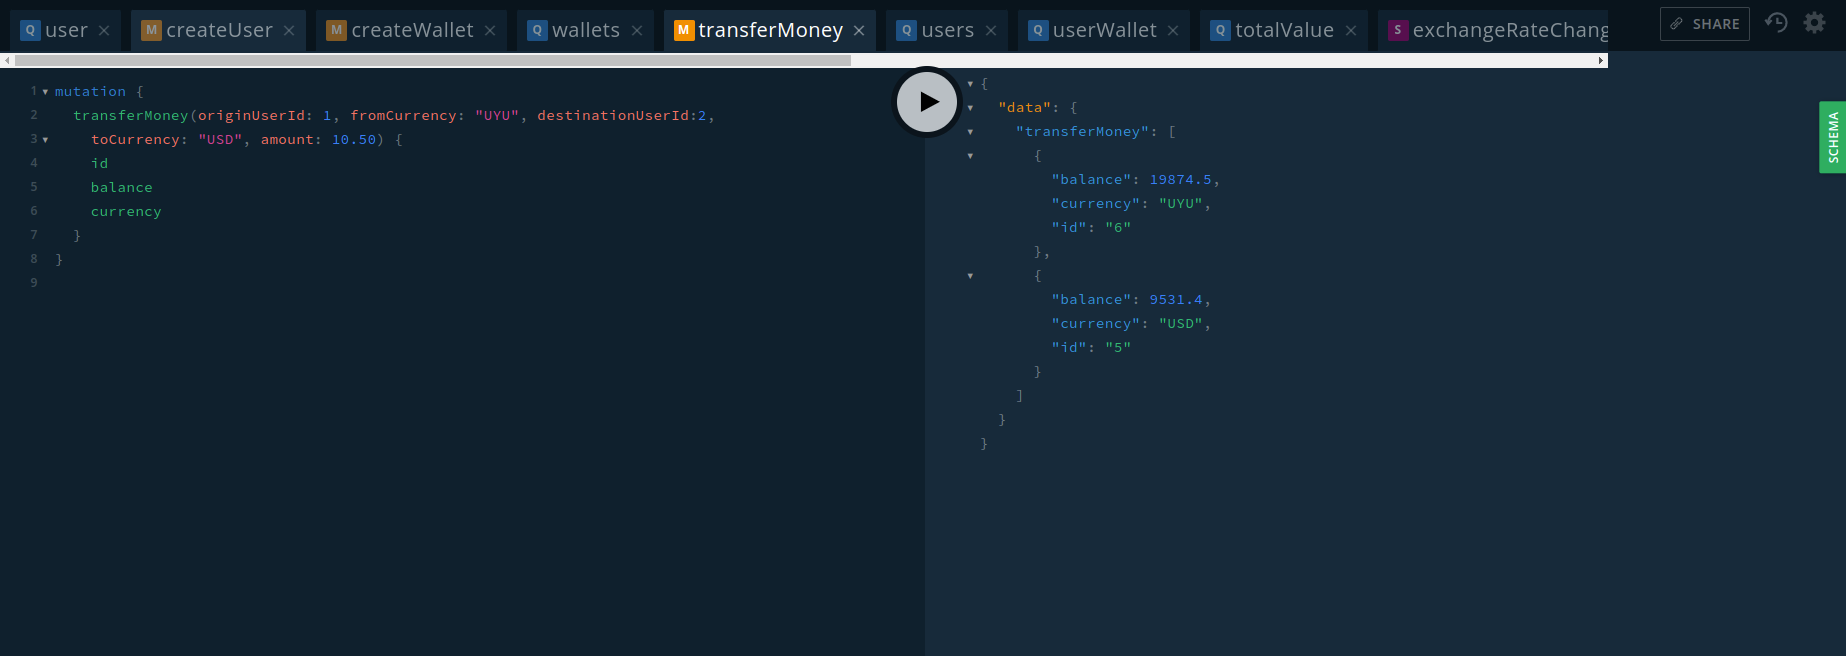 Q user × M createUser × M createWallet × Q wallets × M transferMoney × Q users × Q userWallet × Q totalValue × S exchangeRateChang SHARE
1 mutation {
2 transferMoney(originUserId: 1, fromCurrency: "UYU", destinationUserId:2,
3 toCurrency: "USD", amount: 10.50) {
4 id
5 balance
6 currency
7 }
8 }
9
{
"data": {
"transferMoney": [
{
"balance": 19874.5,
"currency": "UYU",
"id": "6"
},
{
"balance": 9531.4,
"currency": "USD",
"id": "5"
}
]
}
}
SCHEMA